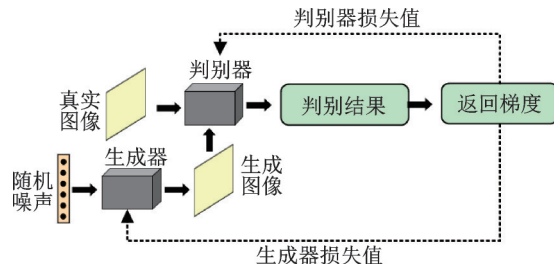 判别器损失值
判别器
真实
图像
判别结果
返回梯度
生成器
生成
图像
随机
噪声
生成器损失值